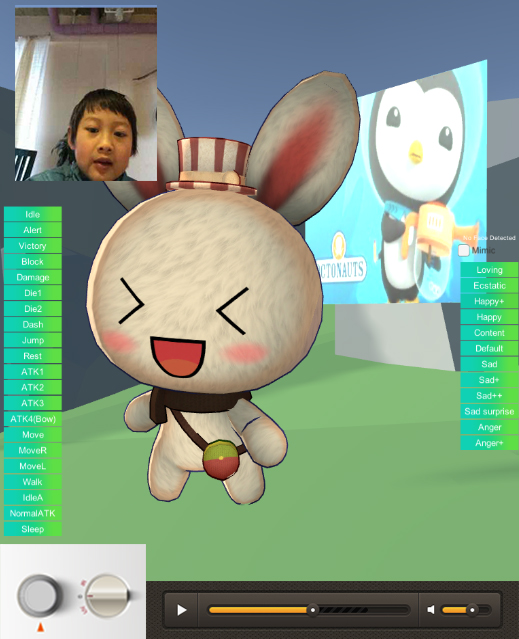 Idle
Alert
Victory
Block
Damage
Die1
Die2
Dash
Jump
Rest
ATK1
ATK2
ATK3
ATK4(Bow)
Move
MoveR
MoveL
Walk
IdleA
NormalATK
Sleep
CTONAUTS
Detected
Mimic
Loving
Ecstatic
Happy+
Happy
Content
Default
Sad
Sad+
Sad++
Sad surprise
Anger
Anger+